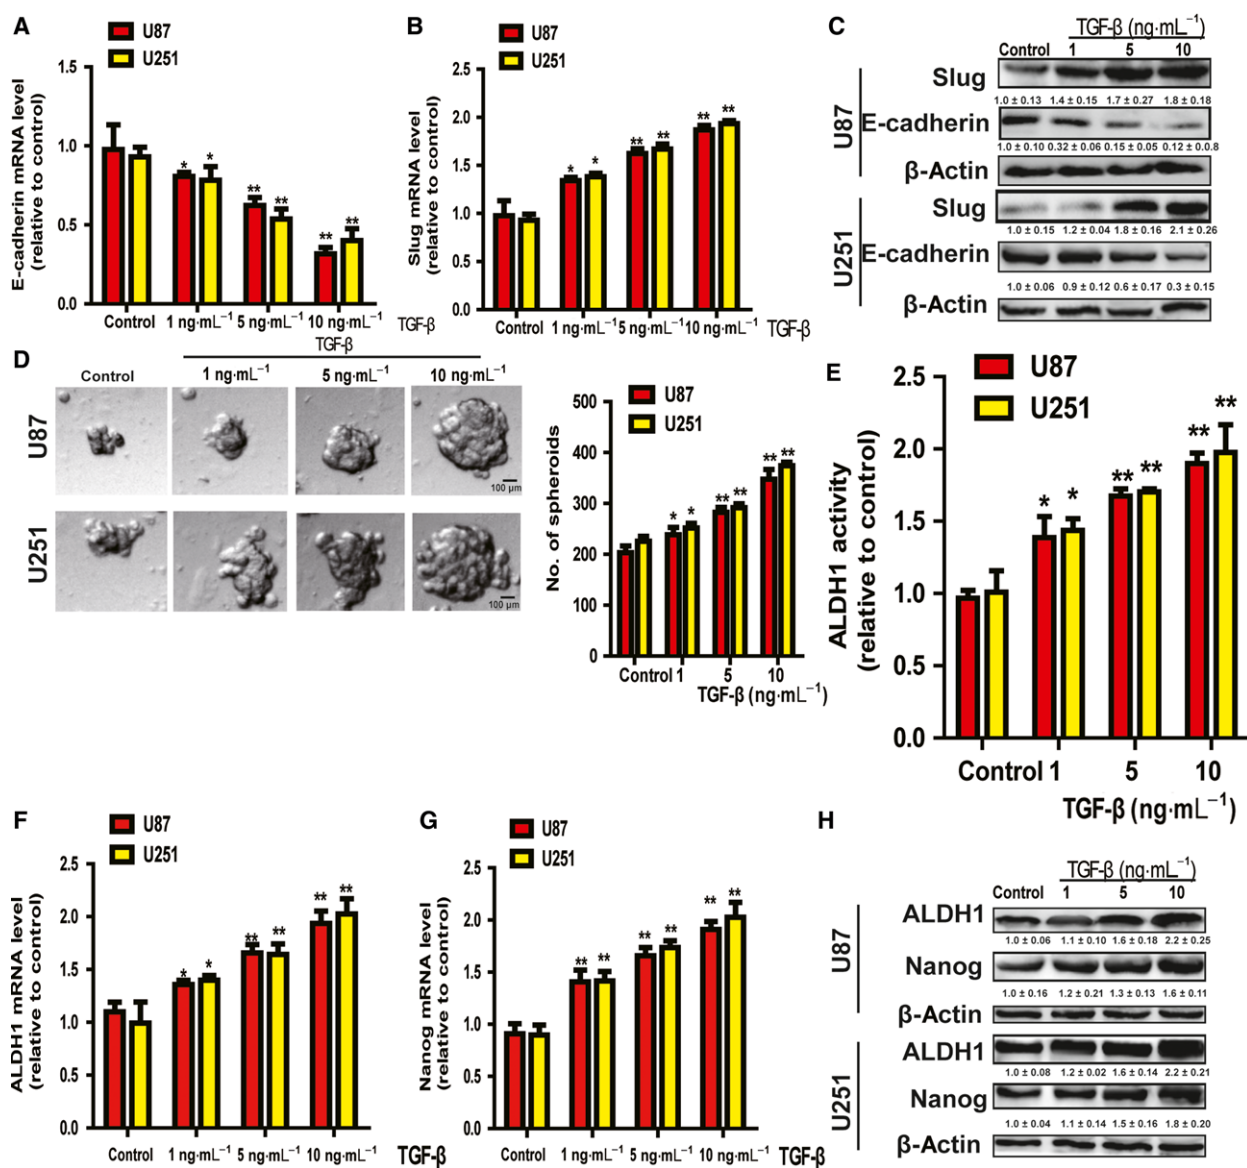 A
U87
U251
E-cadherin mRNA level
(relative to control)
1.5
1.0
0.5
0.0
* * ** ** ** **
Control 1 ng·mL⁻¹ 5 ng·mL⁻¹ 10 ng·mL⁻¹ TGF-β
B
U87
U251
Slug mRNA level
(relative to control)
2.5
2.0
1.5
1.0
0.5
0.0
* * ** ** ** **
Control 1 ng·mL⁻¹ 5 ng·mL⁻¹ 10 ng·mL⁻¹ TGF-β
C
TGF-β (ng·mL⁻¹)
Control 1 5 10
U87
Slug
1.0 ± 0.13 1.4 ± 0.15 1.7 ± 0.27 1.8 ± 0.18
E-cadherin
1.0 ± 0.10 0.32 ± 0.06 0.15 ± 0.05 0.12 ± 0.0.8
β-Actin
U251
Slug
1.0 ± 0.15 1.2 ± 0.04 1.8 ± 0.16 2.1 ± 0.26
E-cadherin
1.0 ± 0.06 0.9 ± 0.12 0.6 ± 0.17 0.3 ± 0.15
β-Actin
D
TGF-β
Control 1 ng·mL⁻¹ 5 ng·mL⁻¹ 10 ng·mL⁻¹
U87
100 µm
U251
100 µm
U87
U251
No. of spheroids
500
400
300
200
100
0
* * ** ** ** **
Control 1 5 10
TGF-β (ng·mL⁻¹)
E
U87
U251
ALDH1 activity
(relative to control)
2.5
2.0
1.5
1.0
0.5
0.0
* * ** ** ** **
Control 1 5 10
TGF-β (ng·mL⁻¹)
F
U87
U251
ALDH1 mRNA level
(relative to control)
2.5
2.0
1.5
1.0
0.5
0.0
* * ** ** ** **
Control 1 ng·mL⁻¹ 5 ng·mL⁻¹ 10 ng·mL⁻¹ TGF-β
G
U87
U251
Nanog mRNA level
(relative to control)
2.5
2.0
1.5
1.0
0.5
0.0
** ** ** ** ** **
Control 1 ng·mL⁻¹ 5 ng·mL⁻¹ 10 ng·mL⁻¹ TGF-β
H
TGF-β (ng·mL⁻¹)
Control 1 5 10
U87
ALDH1
1.0 ± 0.06 1.1 ± 0.10 1.6 ± 0.18 2.2 ± 0.25
Nanog
1.0 ± 0.16 1.2 ± 0.21 1.3 ± 0.13 1.6 ± 0.11
β-Actin
U251
ALDH1
1.0 ± 0.08 1.2 ± 0.02 1.6 ± 0.14 2.2 ± 0.21
Nanog
1.0 ± 0.04 1.1 ± 0.14 1.5 ± 0.16 1.8 ± 0.20
β-Actin